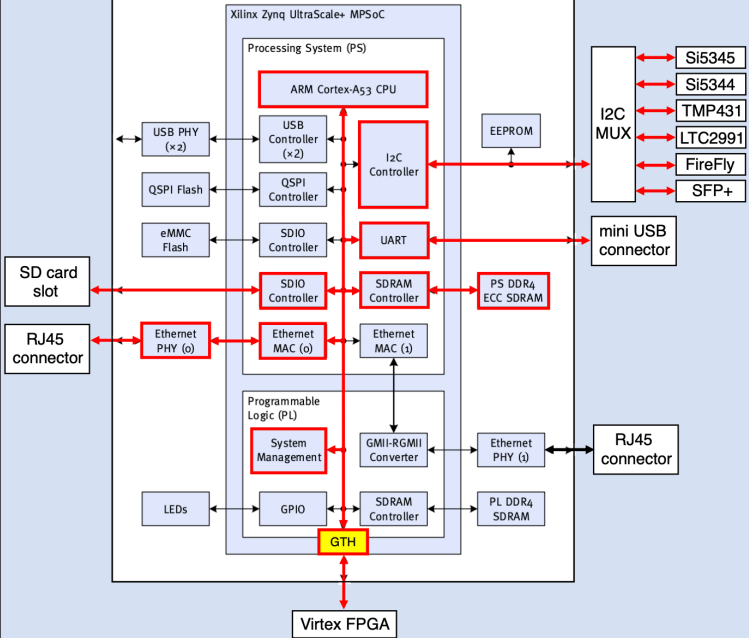 Xilinx Zynq UltraScale+ MPSoC
Processing System (PS)
ARM Cortex-A53 CPU
USB PHY
(×2)
USB
Controller
(×2)
I2C
Controller
EEPROM
I2C
MUX
Si5345
Si5344
TMP431
LTC2991
FireFly
SFP+
QSPI Flash
QSPI
Controller
eMMC
Flash
SDIO
Controller
UART
mini USB
connector
SD card
slot
SDIO
Controller
SDRAM
Controller
PS DDR4
ECC SDRAM
RJ45
connector
Ethernet
PHY (0)
Ethernet
MAC (0)
Ethernet
MAC (1)
Programmable
Logic (PL)
System
Management
GMII-RGMII
Converter
Ethernet
PHY (1)
RJ45
connector
LEDs
GPIO
SDRAM
Controller
PL DDR4
SDRAM
GTH
Virtex FPGA